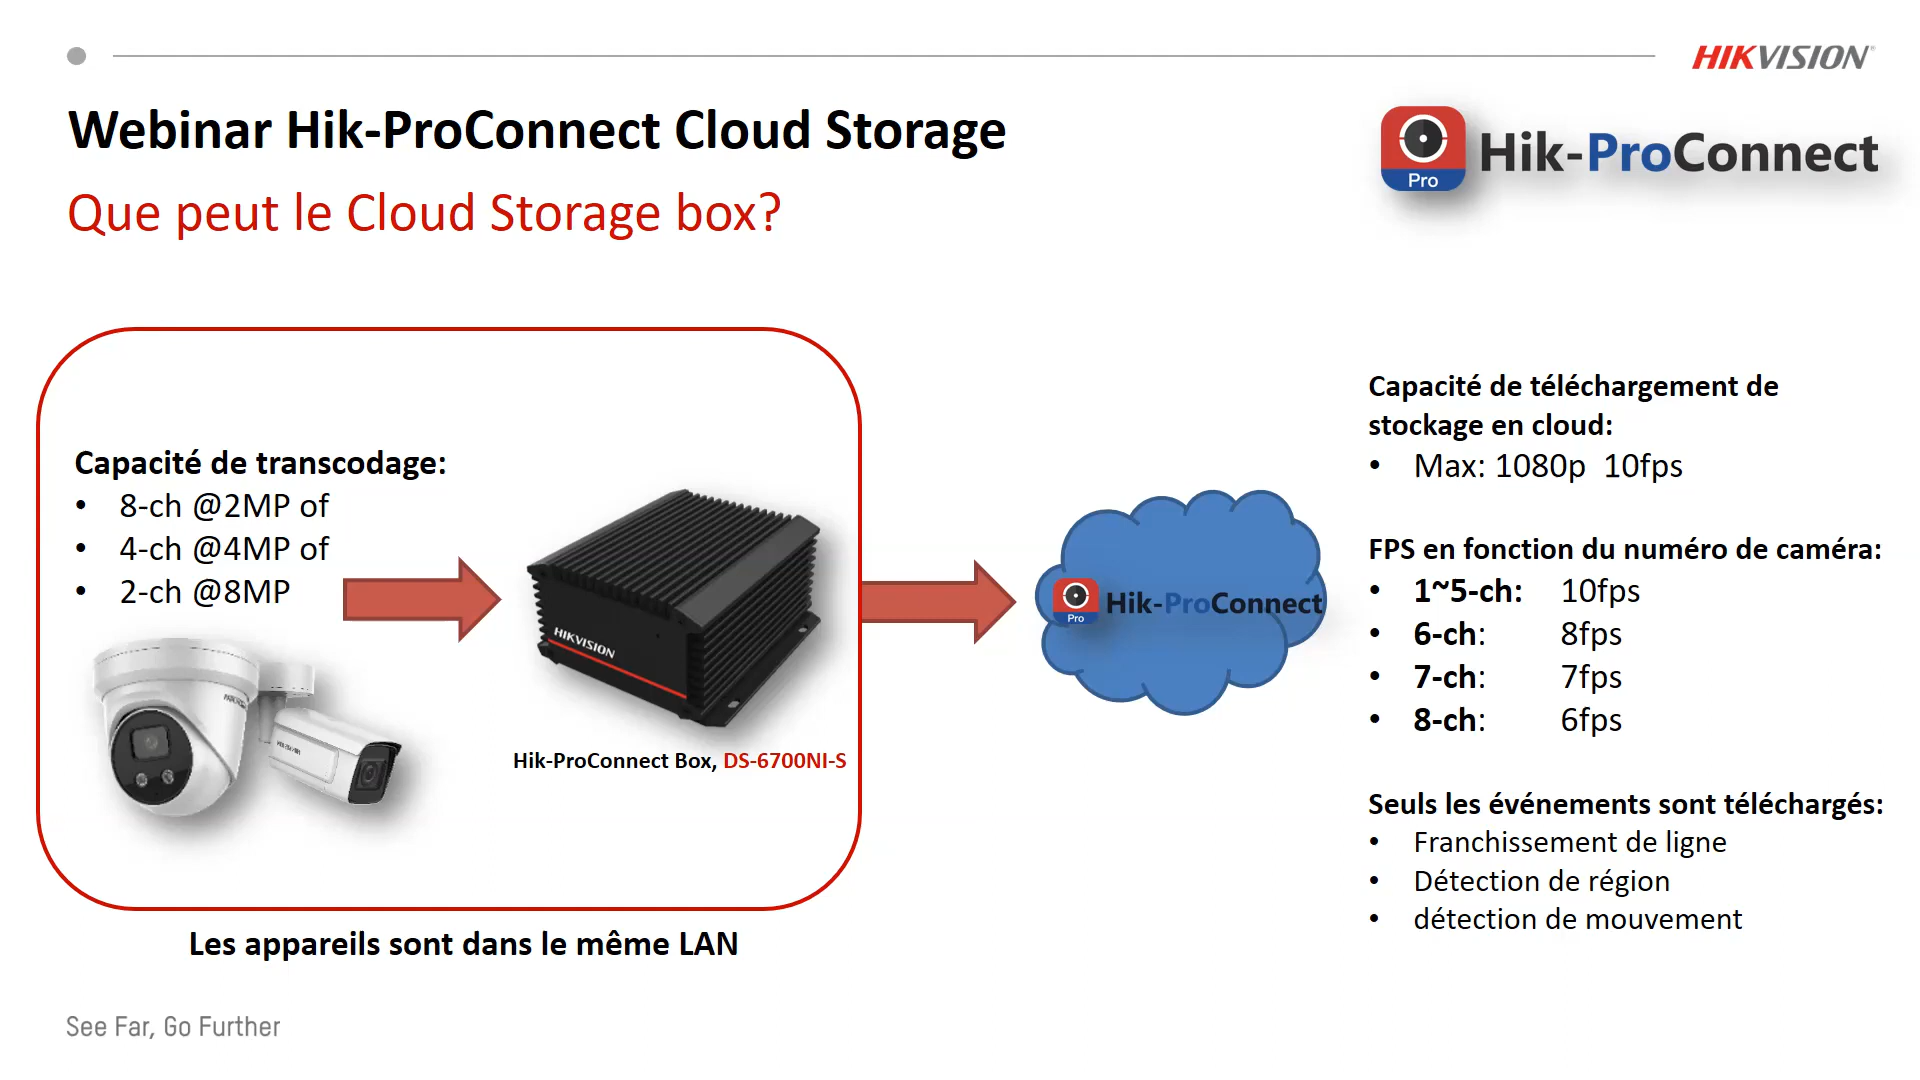 HIKVISION
Webinar Hik-ProConnect Cloud Storage
Hik-ProConnect
Pro
Que peut le Cloud Storage box?
Capacité de transcodage:
• 8-ch @2MP of
• 4-ch @4MP of
• 2-ch @8MP
HIKVISION
Hik-ProConnect Box, DS-6700NI-S
Les appareils sont dans le même LAN
Hik-ProConnect
Pro
Capacité de téléchargement de
stockage en cloud:
• Max: 1080p 10fps
FPS en fonction du numéro de caméra:
• 1~5-ch: 10fps
• 6-ch: 8fps
• 7-ch: 7fps
• 8-ch: 6fps
Seuls les événements sont téléchargés:
• Franchissement de ligne
• Détection de région
• détection de mouvement
See Far, Go Further